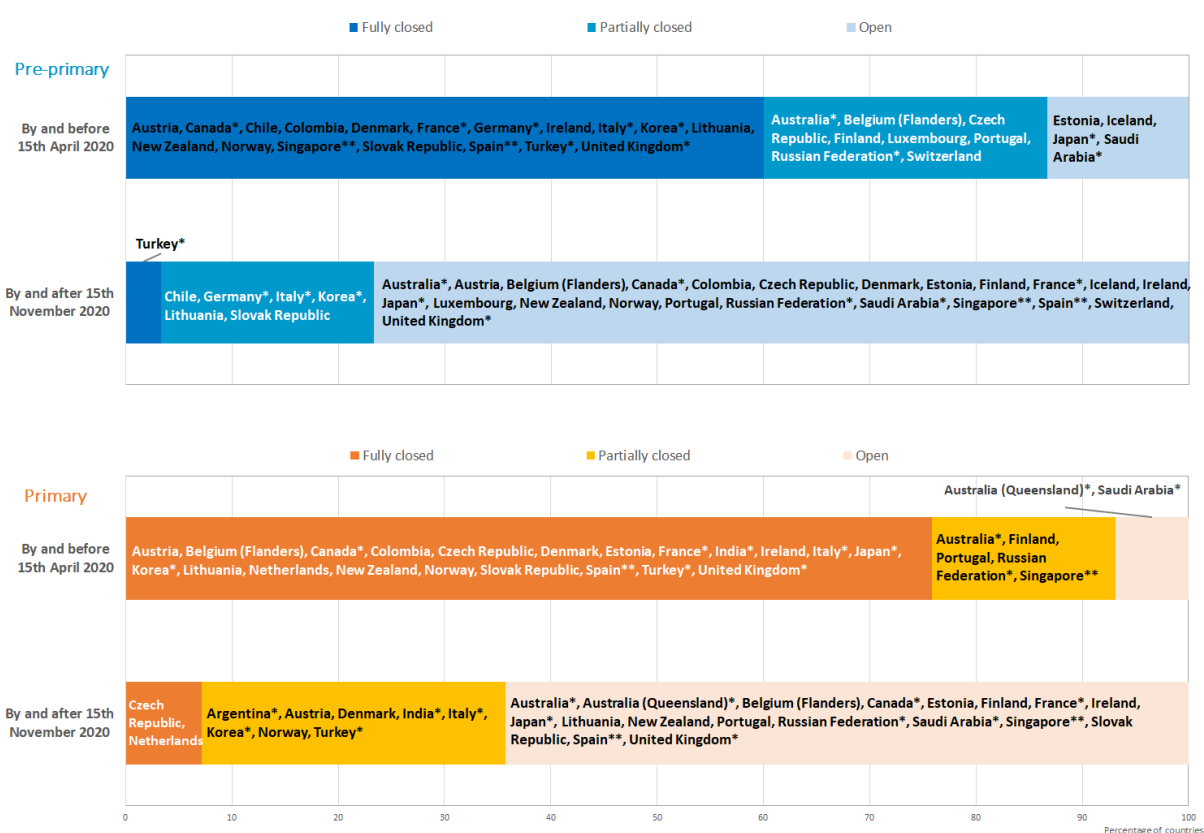 Fully closed
Partially closed
Open
Pre-primary
By and before
15th April 2020
Austria, Canada*, Chile, Colombia, Denmark, France*, Germany*, Ireland, Italy*, Korea*, Lithuania,
New Zealand, Norway, Singapore**, Slovak Republic, Spain**, Turkey*, United Kingdom*
Australia*, Belgium (Flanders), Czech
Republic, Finland, Luxembourg, Portugal,
Russian Federation*, Switzerland
Estonia, Iceland,
Japan*, Saudi
Arabia*
Turkey*
By and after 15th
November 2020
Chile, Germany*, Italy*, Korea*,
Lithuania, Slovak Republic
Australia*, Austria, Belgium (Flanders), Canada*, Colombia, Czech Republic, Denmark, Estonia, Finland, France*, Iceland, Ireland,
Japan*, Luxembourg, New Zealand, Norway, Portugal, Russian Federation*, Saudi Arabia*, Singapore**, Spain**, Switzerland,
United Kingdom*
Fully closed
Partially closed
Open
Primary
Australia (Queensland)*, Saudi Arabia*
By and before
15th April 2020
Austria, Belgium (Flanders), Canada*, Colombia, Czech Republic, Denmark, Estonia, France*, India*, Ireland, Italy*, Japan*,
Korea*, Lithuania, Netherlands, New Zealand, Norway, Slovak Republic, Spain**, Turkey*, United Kingdom*
Australia*, Finland,
Portugal, Russian
Federation*, Singapore**
By and after 15th
November 2020
Czech
Republic,
Netherlands
Argentina*, Austria, Denmark, India*, Italy*,
Korea*, Norway, Turkey*
Australia*, Australia (Queensland)*, Belgium (Flanders), Canada*, Estonia, Finland, France*, Ireland,
Japan*, Lithuania, New Zealand, Portugal, Russian Federation*, Saudi Arabia*, Singapore**, Slovak
Republic, Spain**, United Kingdom*
0 10 20 30 40 50 60 70 80 90 100
Percentage of countries